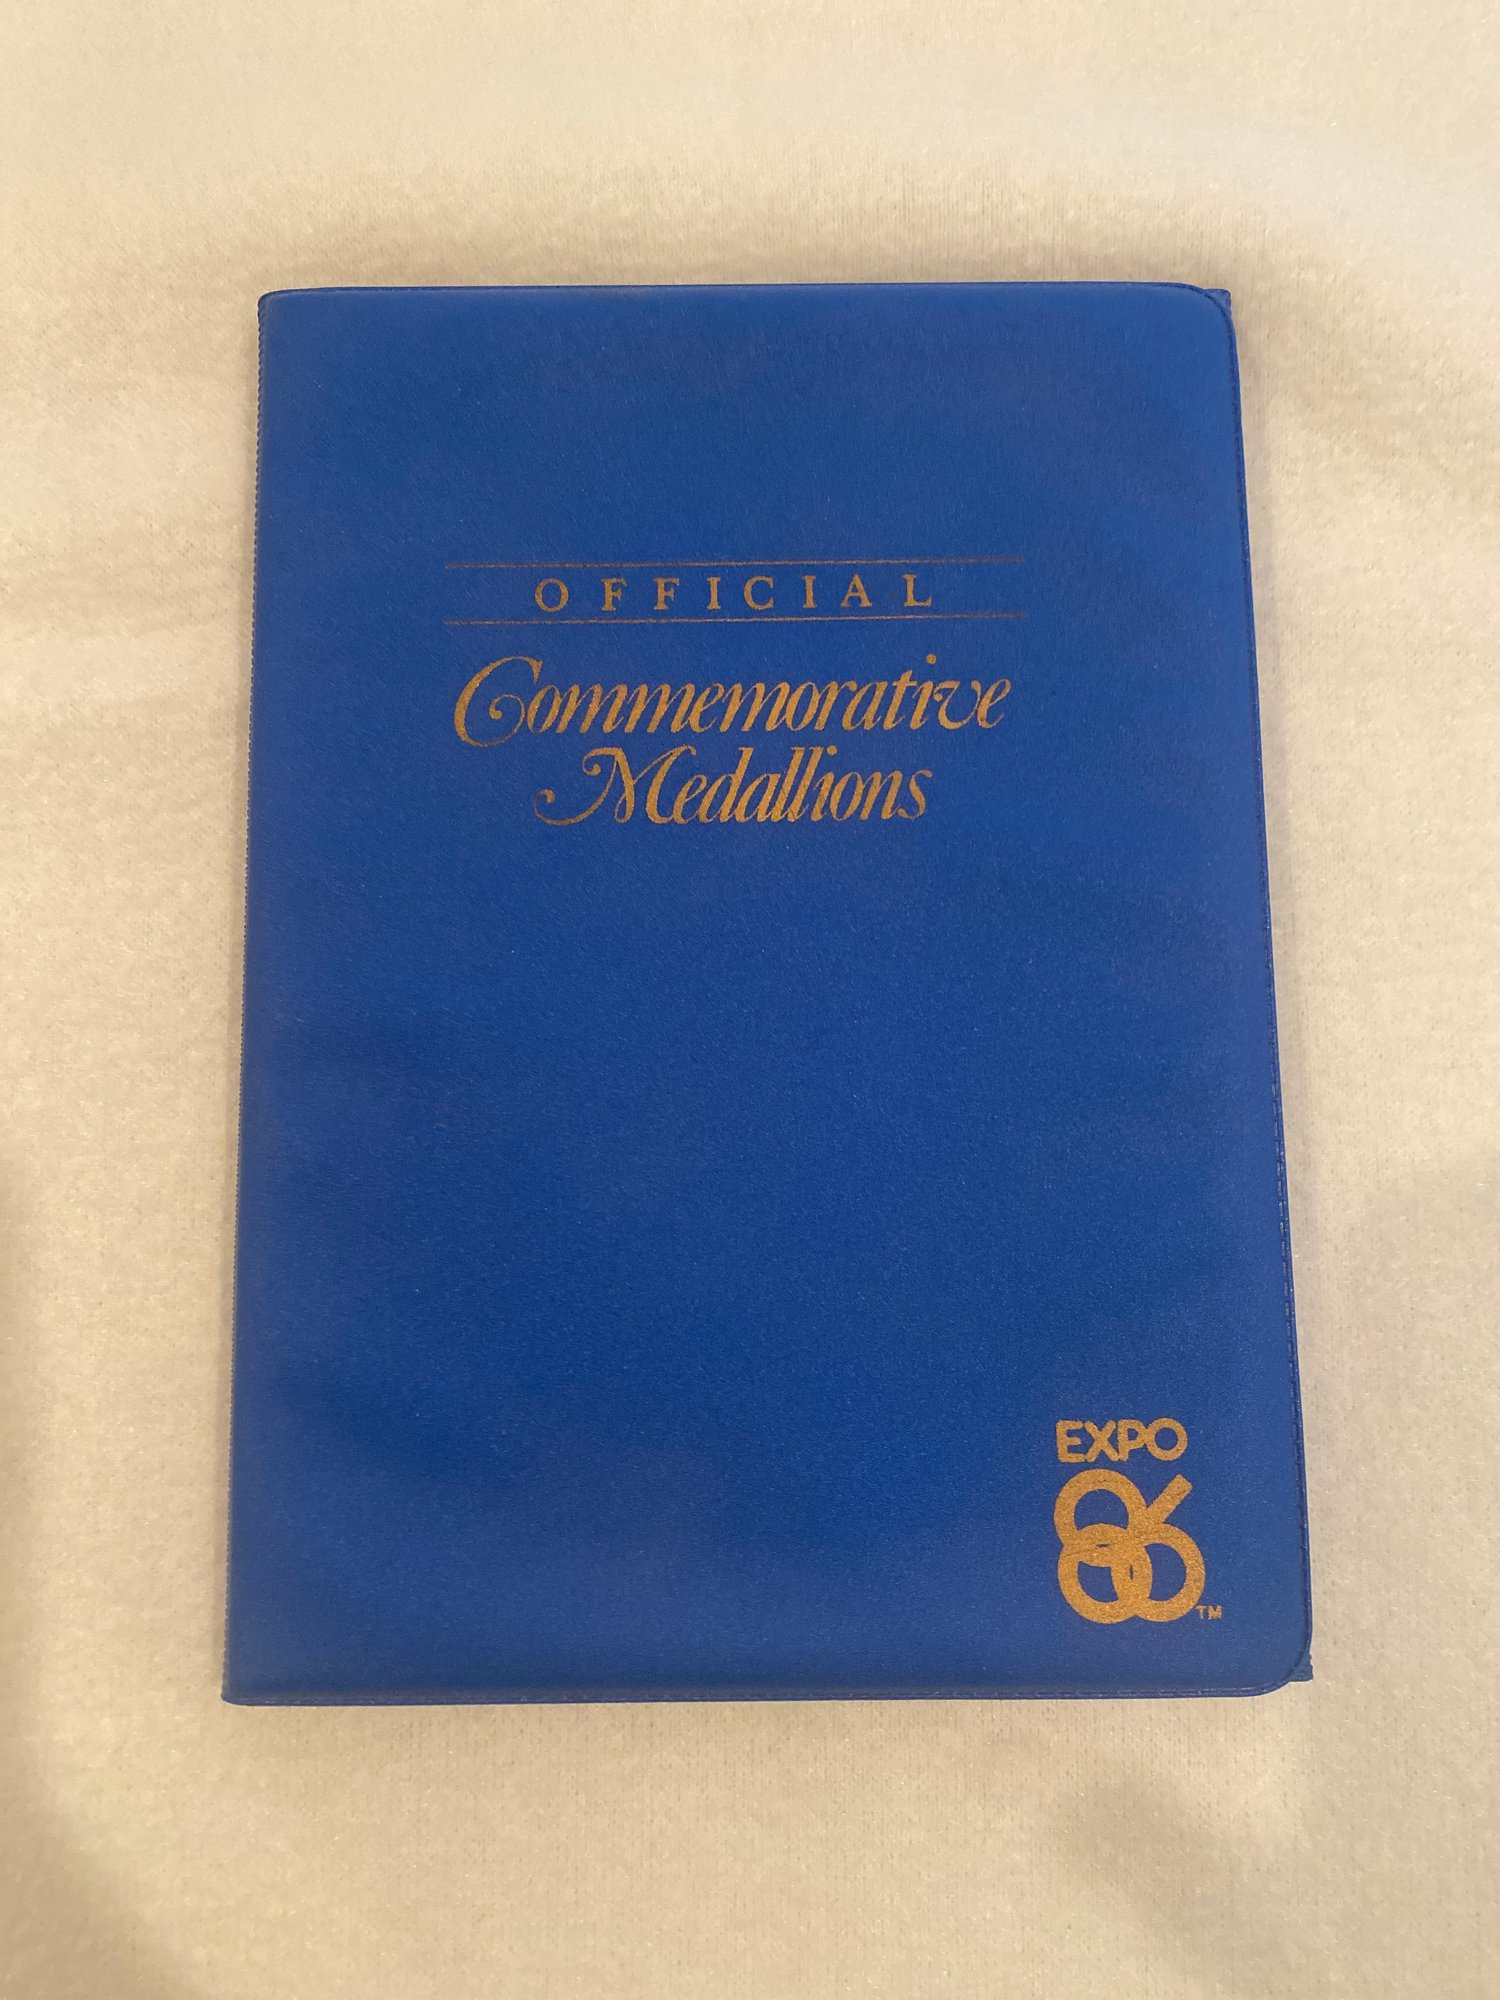 OFFICIAL
Commemorative
Medallions
EXPO
86
TM